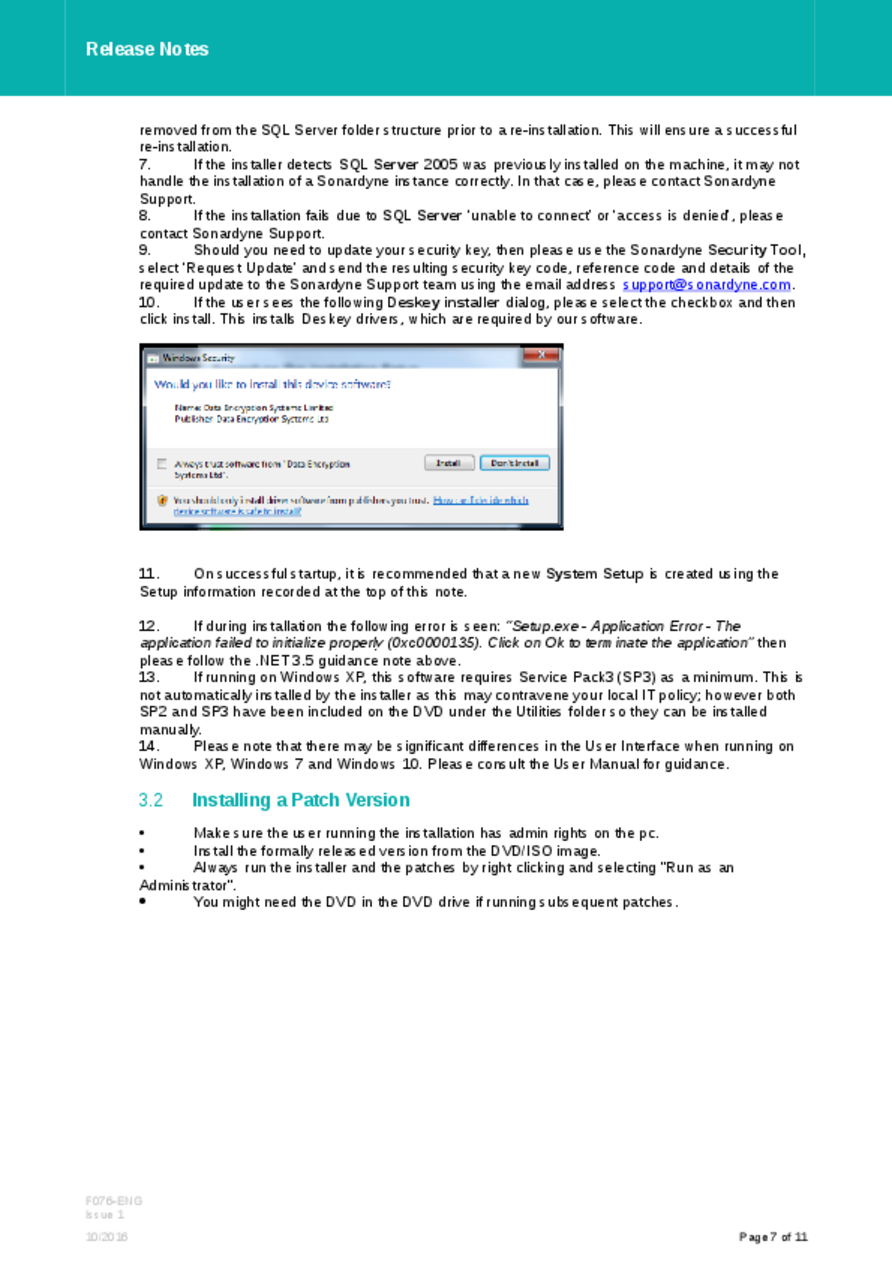 Release Notes
removed from the SQL Server folder structure prior to a re-installation. This will ensure a successful
re-installation.
7. If the installer detects SQL Server 2005 was previously installed on the machine, it may not
handle the installation of a Sonardyne instance correctly. In that case, please contact Sonardyne
Support.
8. If the installation fails due to SQL Server 'unable to connect' or 'access is denied', please
contact Sonardyne Support.
9. Should you need to update your security key, then please use the Sonardyne Security Tool,
select 'Request Update' and send the resulting security key code, reference code and details of the
required update to the Sonardyne Support team using the email address support@sonardyne.com.
10. If the user sees the following Deskey installer dialog, please select the checkbox and then
click install. This installs Deskey drivers, which are required by our software.
Windows Security
Would you like to install this device software?
Name: Data Encryption Systems Limited
Publisher: Data Encryption Systems Ltd
Always trust software from "Data Encryption
Systems Ltd".
Install Don't Install
You should only install driver software from publishers you trust. How can I decide which
device software is safe to install?
11. On successful startup, it is recommended that a new System Setup is created using the
Setup information recorded at the top of this note.
12. If during installation the following error is seen: "Setup.exe - Application Error - The
application failed to initialize properly (0xc0000135). Click on Ok to terminate the application" then
please follow the .NET 3.5 guidance note above.
13. If running on Windows XP, this software requires Service Pack3 (SP3) as a minimum. This is
not automatically installed by the installer as this may contravene your local IT policy; however both
SP2 and SP3 have been included on the DVD under the Utilities folder so they can be installed
manually.
14. Please note that there may be significant differences in the User Interface when running on
Windows XP, Windows 7 and Windows 10. Please consult the User Manual for guidance.
3.2 Installing a Patch Version
• Make sure the user running the installation has admin rights on the pc.
• Install the formally released version from the DVD/ISO image.
• Always run the installer and the patches by right clicking and selecting "Run as an
Administrator".
• You might need the DVD in the DVD drive if running subsequent patches.
F076-ENG
Issue 1
10/2016
Page 7 of 11